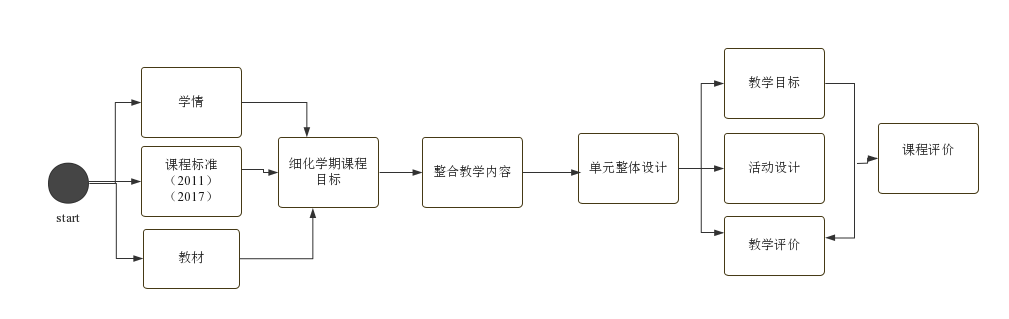 start
学情
课程标准
（2011）
（2017）
教材
细化学期课程
目标
整合教学内容
单元整体设计
教学目标
活动设计
教学评价
课程评价